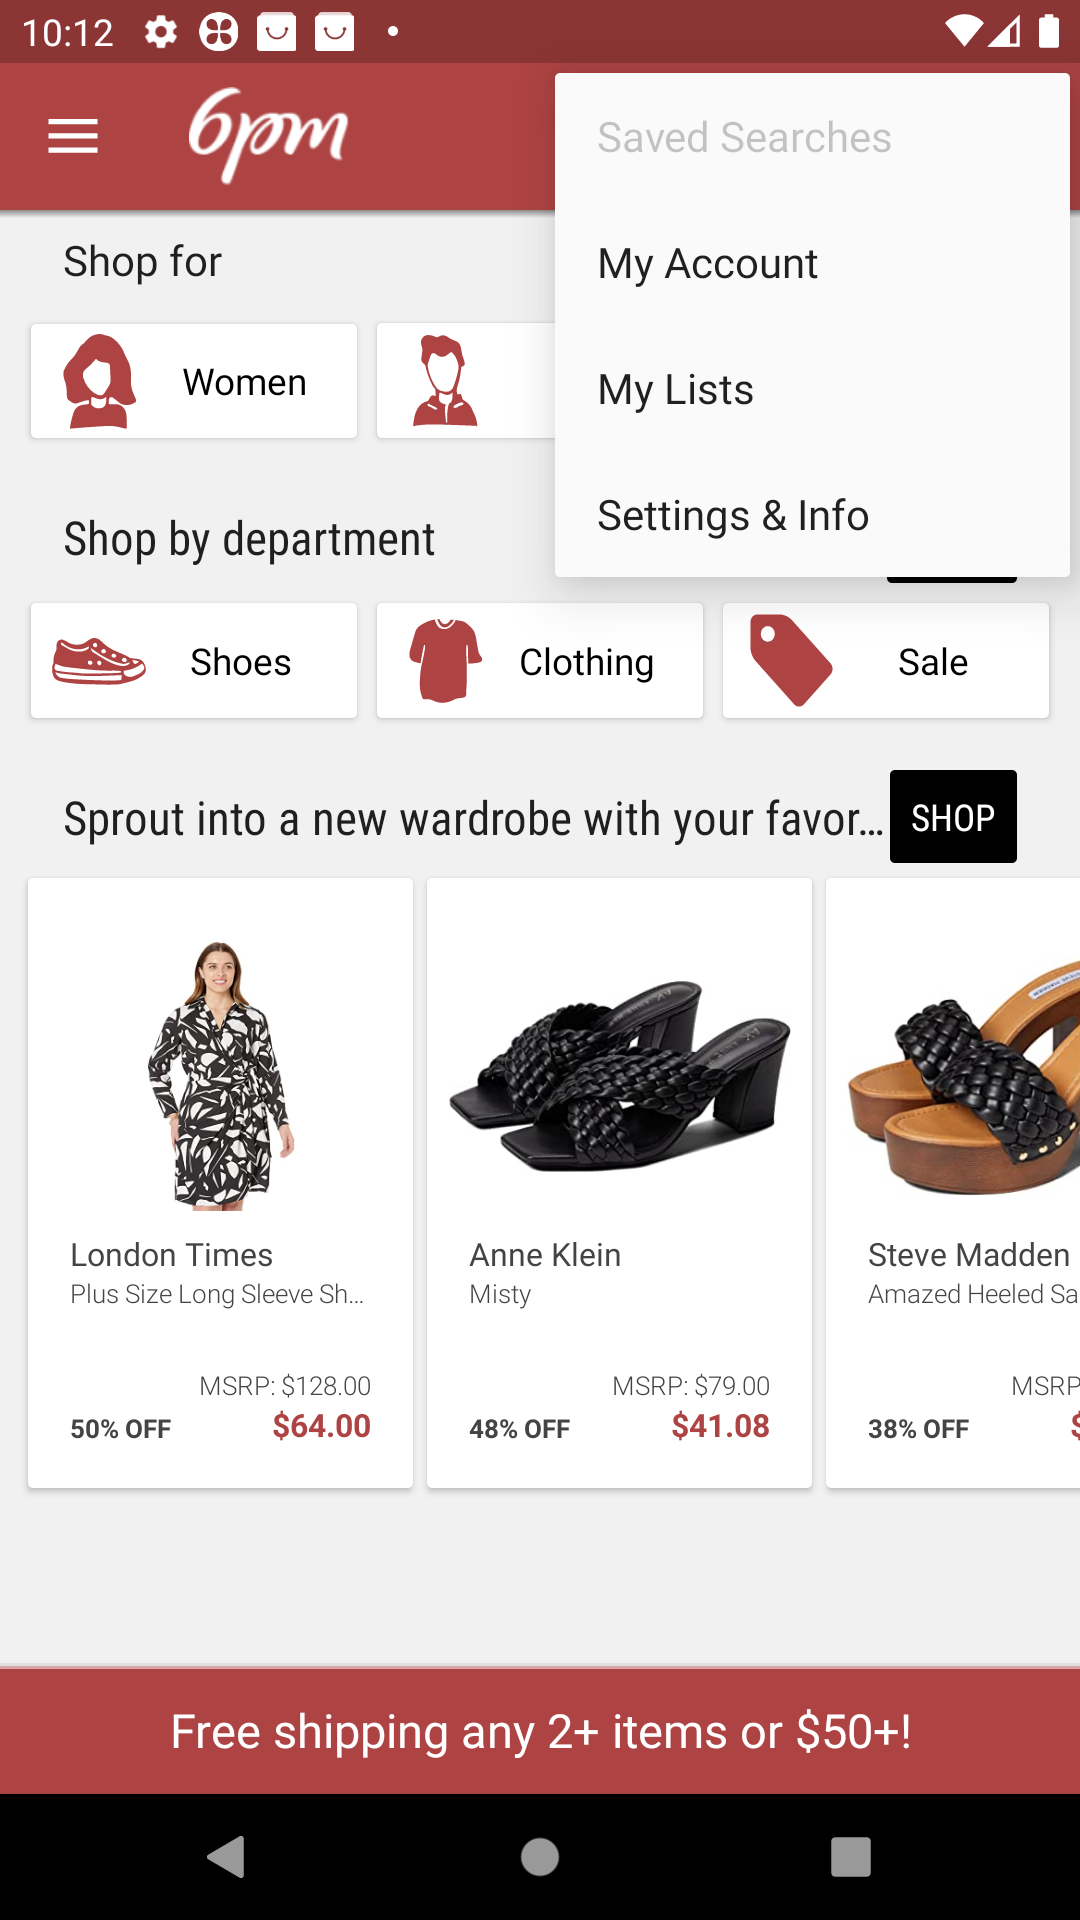 10:12
6pm
Saved Searches
My Account
My Lists
Settings & Info
Shop for
Women
Shop by department
Shoes
Clothing
Sale
Sprout into a new wardrobe with your favor...
SHOP
London Times
Plus Size Long Sleeve Sh...
MSRP: $128.00
50% OFF
$64.00
Anne Klein
Misty
MSRP: $79.00
48% OFF
$41.08
Steve Madden
Amazed Heeled Sa
MSRP
38% OFF
$
Free shipping any 2+ items or $50+!